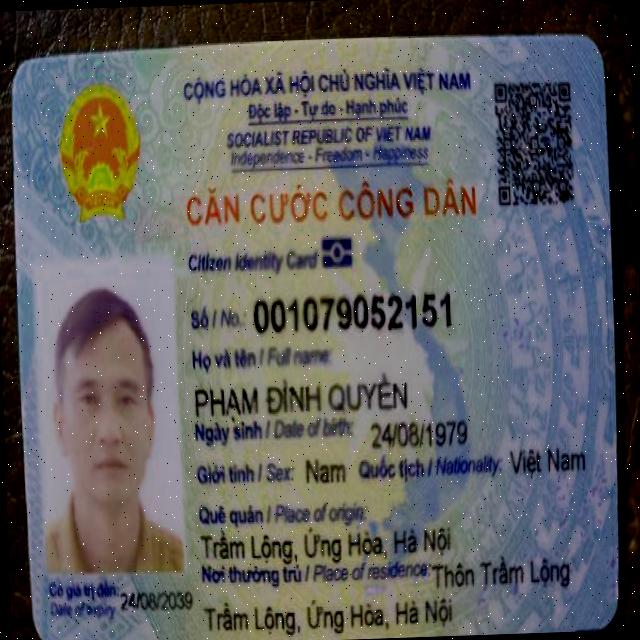 CỘNG HÒA XÃ HỘI CHỦ NGHĨA VIỆT NAM
Độc lập - Tự do - Hạnh phúc
SOCIALIST REPUBLIC OF VIET NAM
Independence - Freedom - Happiness
CĂN CƯỚC CÔNG DÂN
Citizen Identity Card
Số / No.: 001079052151
Họ và tên / Full name:
PHẠM ĐÌNH QUYỀN
Ngày sinh / Date of birth: 24/08/1979
Giới tính / Sex: Nam Quốc tịch / Nationality: Việt Nam
Quê quán / Place of origin:
Trầm Lộng, Ứng Hòa, Hà Nội
Nơi thường trú / Place of residence: Thôn Trầm Lộng
Trầm Lộng, Ứng Hòa, Hà Nội
Có giá trị đến: 24/08/2039
Date of expiry